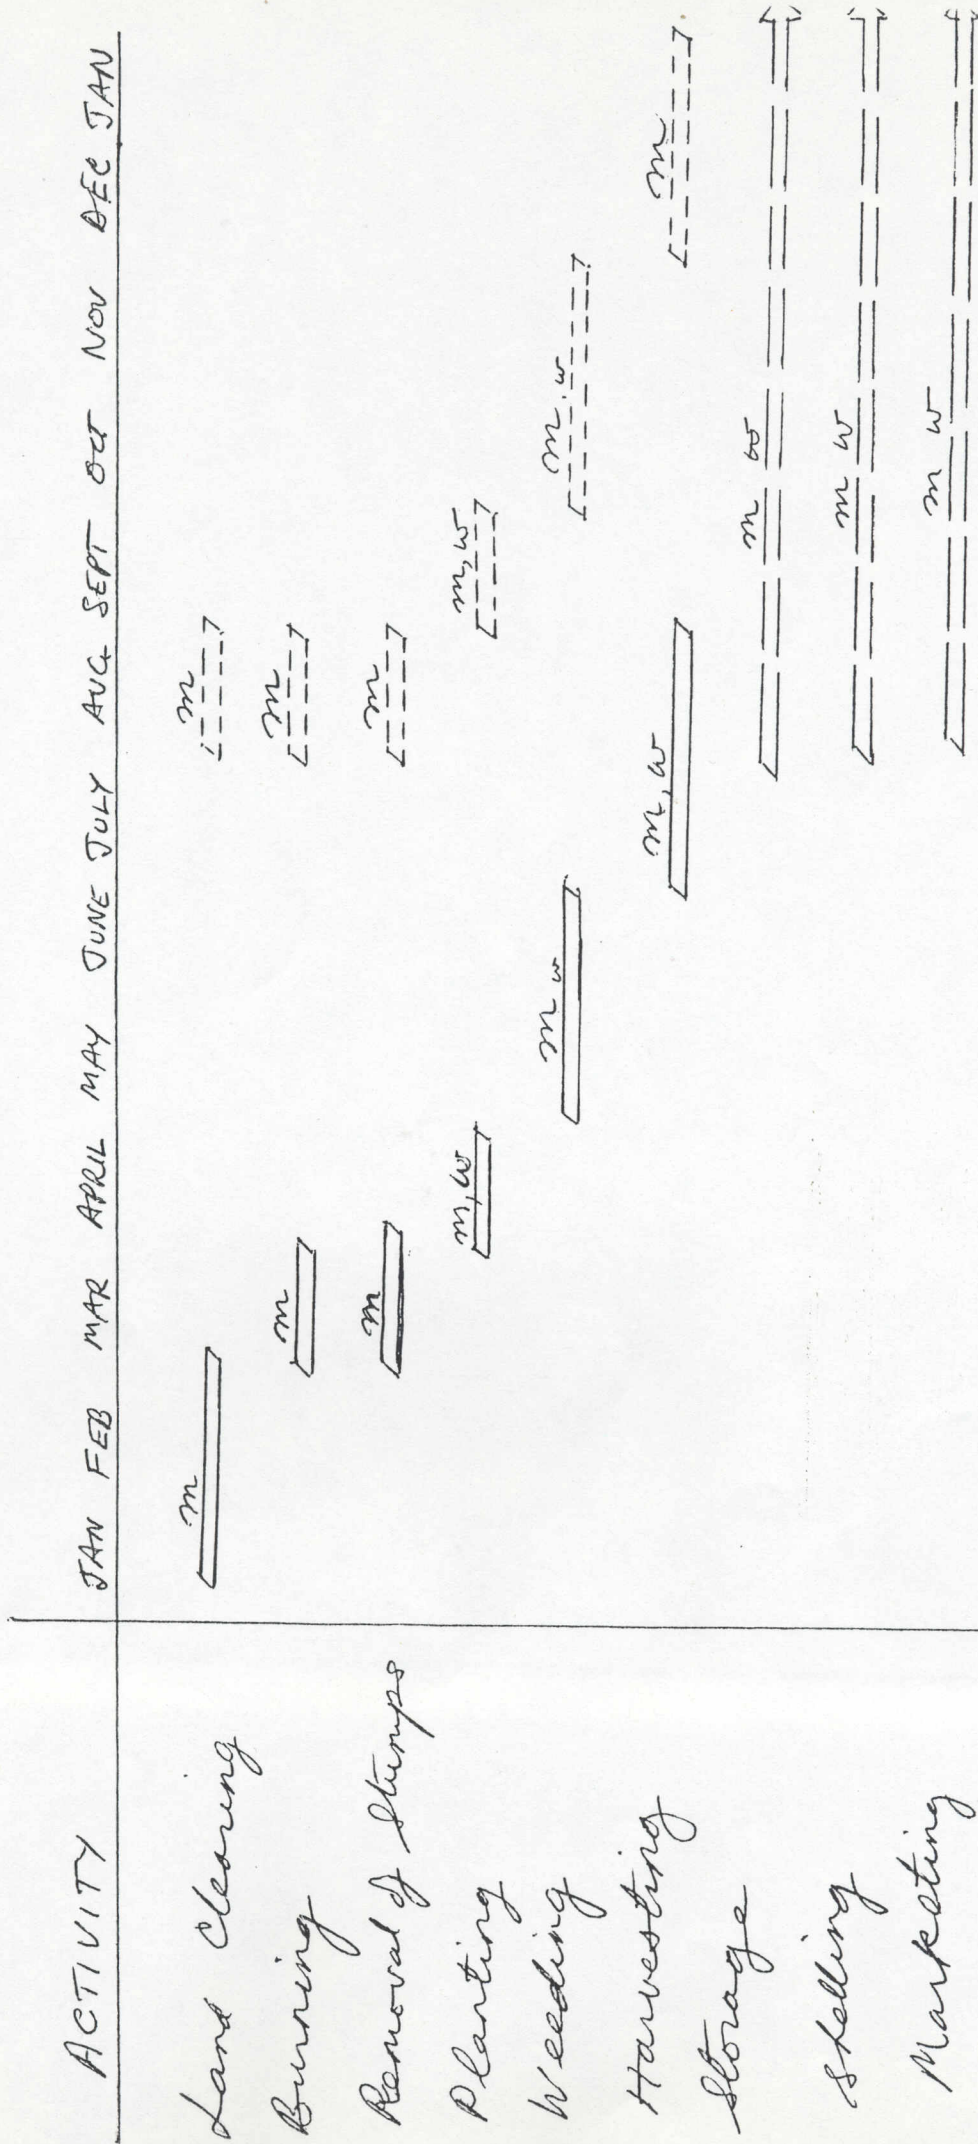 ACTIVITY JAN FEB MAR APRIL MAY JUNE JULY AUG SEPT OCT NOV DEC JAN
Land Clearing m m
Burning m m
Removal of Stumps m m
Planting m, w m, w
Weeding m w m. w
Harvesting m, w m
Storage m w
Shelling m w
Marketing m w